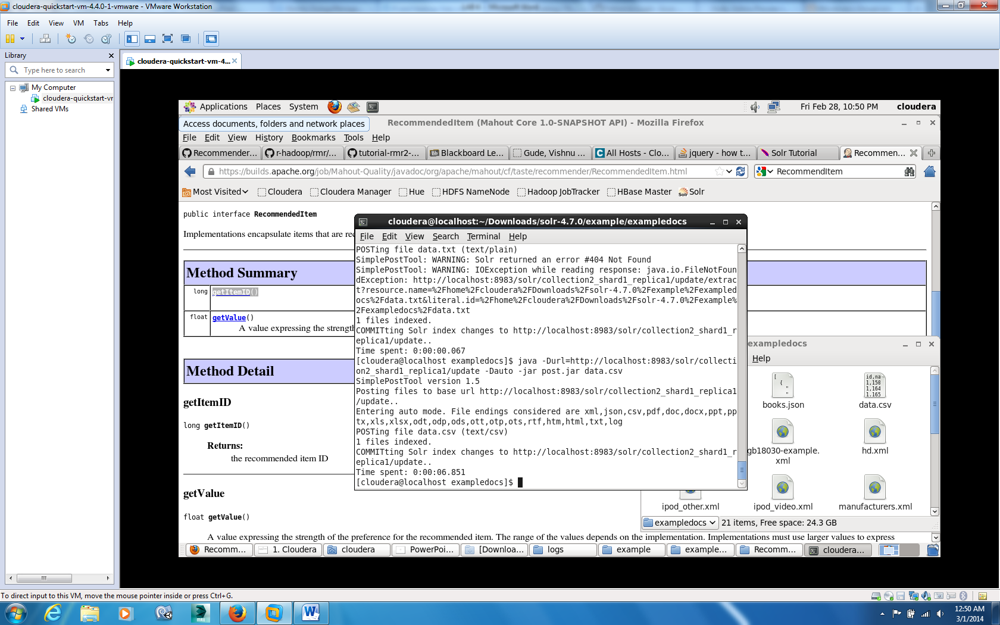 cloudera-quickstart-vm-4.4.0-1-vmware - VMware Workstation
File Edit View VM Tabs Help
Library
Type here to search
My Computer
cloudera-quickstart-vr
Shared VMs
cloudera-quickstart-vm-4...
Applications Places System
Fri Feb 28, 10:50 PM cloudera
Access documents, folders and network places
RecommendedItem (Mahout Core 1.0-SNAPSHOT API) - Mozilla Firefox
File Edit View History Bookmarks Tools Help
Recommender... r-hadoop/rmr/... tutorial-rmr2-... Blackboard Le... Gude, Vishnu ... All Hosts - Clo... jquery - how t... Solr Tutorial Recommen...
https://builds.apache.org/job/Mahout-Quality/javadoc/org/apache/mahout/cf/taste/recommender/RecommendedItem.html
RecommendItem
Most Visited Cloudera Cloudera Manager Hue HDFS NameNode Hadoop JobTracker HBase Master Solr
public interface RecommendedItem
Implementations encapsulate items that are rec
Method Summary
long getItemID()
float getValue()
A value expressing the strength
Method Detail
getItemID
long getItemID()
Returns:
the recommended item ID
getValue
float getValue()
A value expressing the strength of the preference for the recommended item. The range of the values depends on the implementation. Implementations must use larger values to express
cloudera@localhost:~/Downloads/solr-4.7.0/example/exampledocs
File Edit View Search Terminal Help
POSTing file data.txt (text/plain)
SimplePostTool: WARNING: Solr returned an error #404 Not Found
SimplePostTool: WARNING: IOException while reading response: java.io.FileNotFoun
dException: http://localhost:8983/solr/collection2_shard1_replica1/update/extrac
t?resource.name=%2Fhome%2Fcloudera%2FDownloads%2Fsolr-4.7.0%2Fexample%2Fexampled
ocs%2Fdata.txt&literal.id=%2Fhome%2Fcloudera%2FDownloads%2Fsolr-4.7.0%2Fexample%
2Fexampledocs%2Fdata.txt
1 files indexed.
COMMITting Solr index changes to http://localhost:8983/solr/collection2_shard1_r
eplica1/update..
Time spent: 0:00:00.067
[cloudera@localhost exampledocs]$ java -Durl=http://localhost:8983/solr/collecti
on2_shard1_replica1/update -Dauto -jar post.jar data.csv
SimplePostTool version 1.5
Posting files to base url http://localhost:8983/solr/collection2_shard1_replica1
/update..
Entering auto mode. File endings considered are xml,json,csv,pdf,doc,docx,ppt,pp
tx,xls,xlsx,odt,odp,ods,ott,otp,ots,rtf,htm,html,txt,log
POSTing file data.csv (text/csv)
1 files indexed.
COMMITting Solr index changes to http://localhost:8983/solr/collection2_shard1_r
eplica1/update..
Time spent: 0:00:06.851
[cloudera@localhost exampledocs]$
exampledocs
Help
id,na
1,150
1,164
1.165
books.json data.csv
gb18030-example.
xml
hd.xml
ipod_other.xml ipod_video.xml manufacturers.xml
exampledocs 21 items, Free space: 24.3 GB
Recomm... 1. Cloudera cloudera PowerPoi... [Downloa... logs example example... Recomm... cloudera...
To direct input to this VM, move the mouse pointer inside or press Ctrl+G.
12:50 AM
3/1/2014